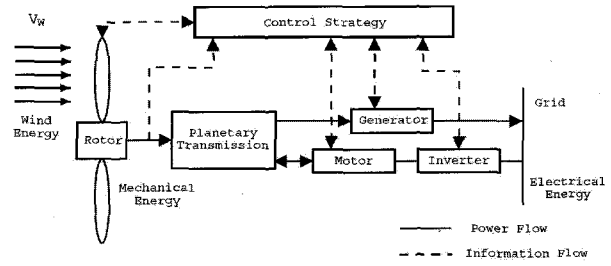 Control Strategy
Vw
Wind
Energy
Rotor
Planetary
Transmission
Generator
Motor
Inverter
Grid
Mechanical
Energy
Electrical
Energy
Power Flow
Information Flow